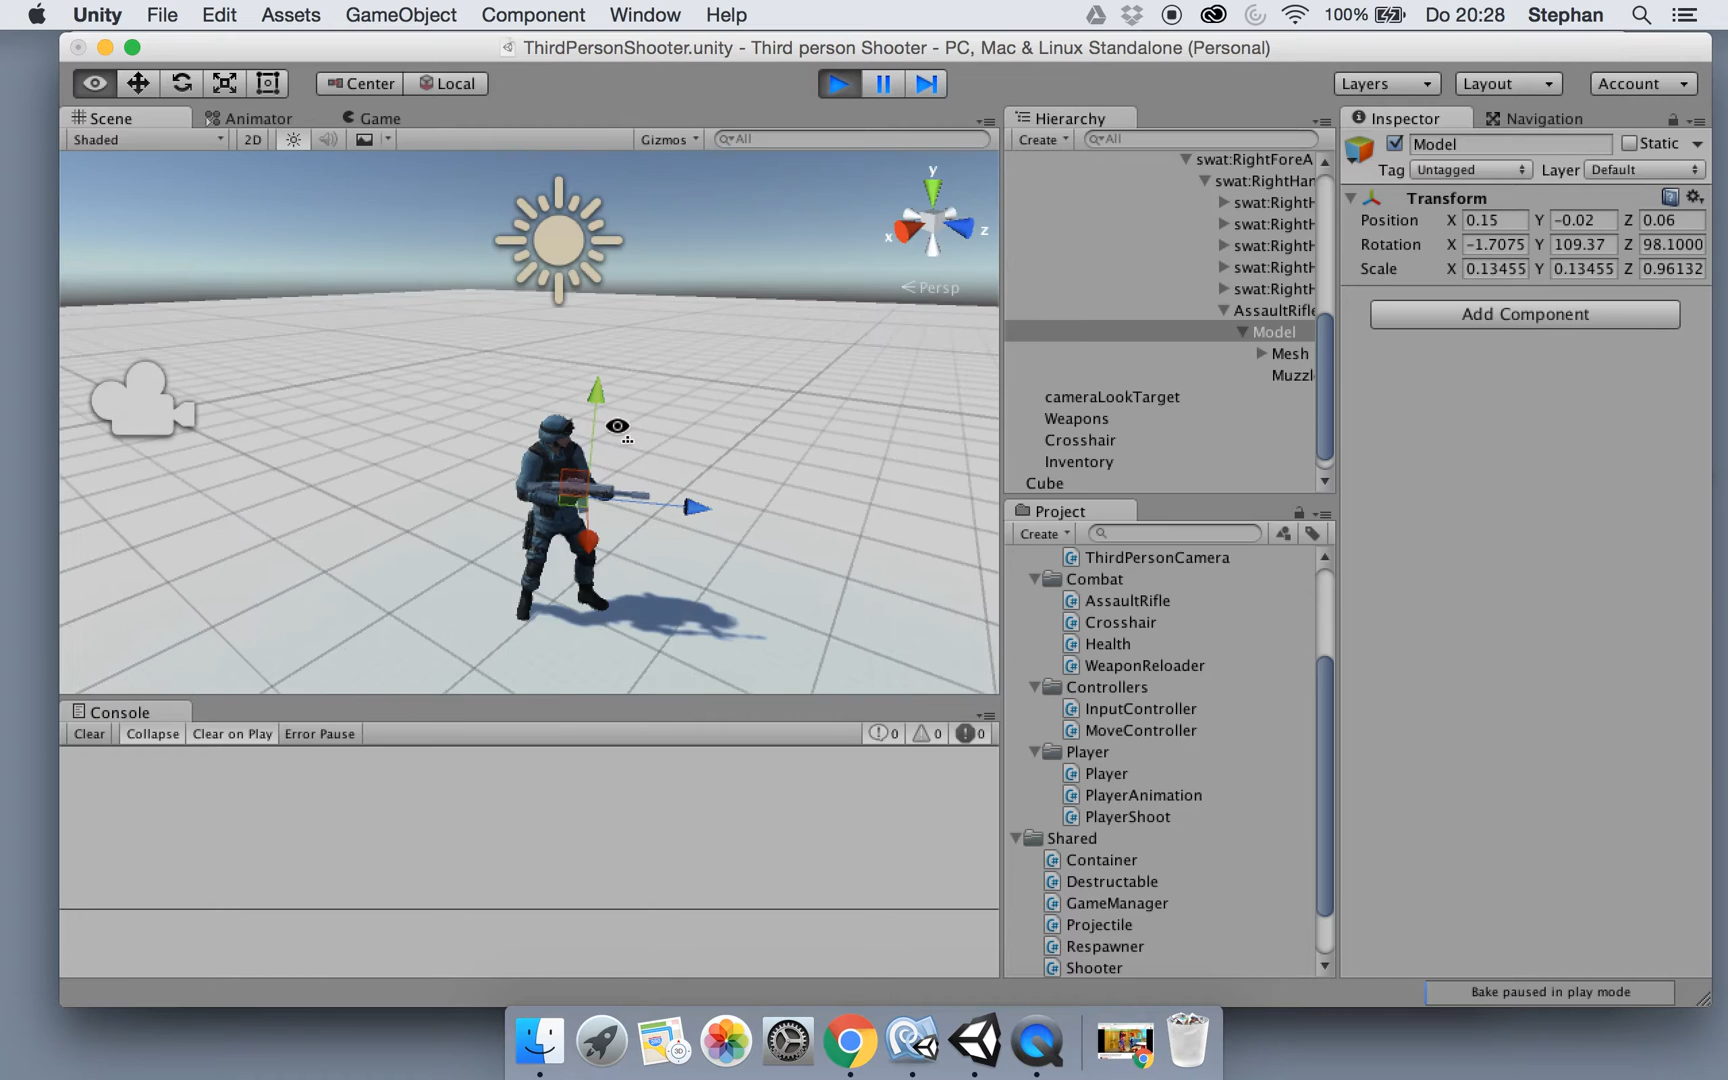 Unity File Edit Assets GameObject Component Window Help 100% Do 20:28 Stephan
ThirdPersonShooter.unity - Third person Shooter - PC, Mac & Linux Standalone (Personal)
Center Local Layers Layout Account
Scene Animator Game
Shaded 2D Gizmos All
y
x
z
Persp
Console
Clear Collapse Clear on Play Error Pause 0 0 0
Hierarchy
Create All
swat:RightForeA
swat:RightHan
swat:RightH
swat:RightH
swat:RightH
swat:RightH
swat:RightH
AssaultRifle
Model
Mesh
Muzzl
cameraLookTarget
Weapons
Crosshair
Inventory
Cube
Project
Create
ThirdPersonCamera
Combat
AssaultRifle
Crosshair
Health
WeaponReloader
Controllers
InputController
MoveController
Player
Player
PlayerAnimation
PlayerShoot
Shared
Container
Destructable
GameManager
Projectile
Respawner
Shooter
Inspector Navigation
Model Static
Tag Untagged Layer Default
Transform
Position X 0.15 Y -0.02 Z 0.06
Rotation X -1.7075 Y 109.37 Z 98.1000
Scale X 0.13455 Y 0.13455 Z 0.96132
Add Component
Bake paused in play mode